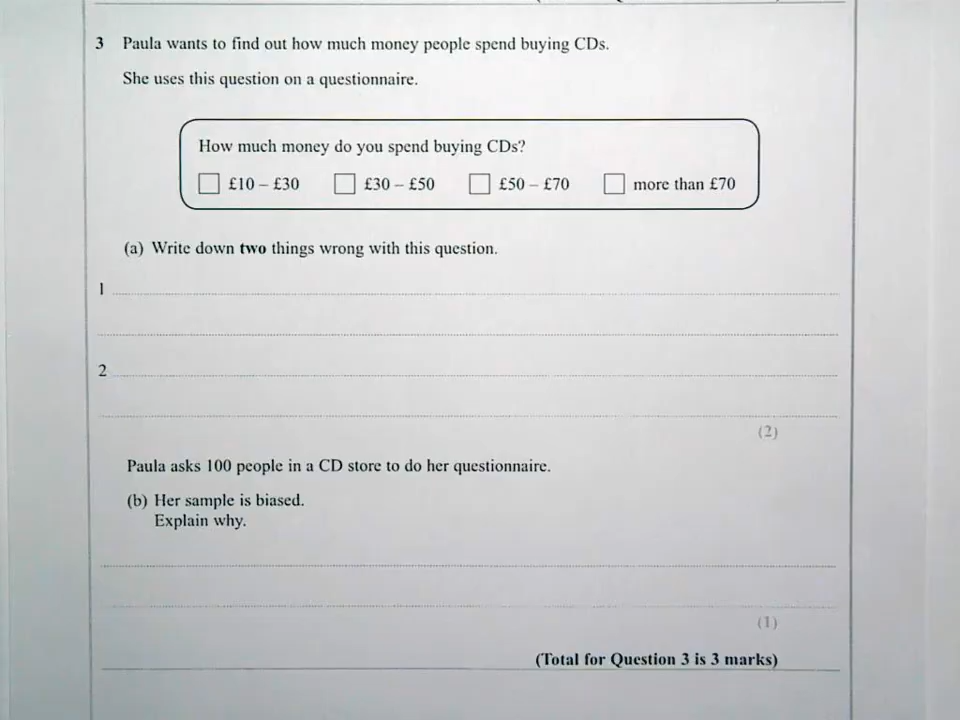 3 Paula wants to find out how much money people spend buying CDs.
She uses this question on a questionnaire.
How much money do you spend buying CDs?
£10 – £30 £30 – £50 £50 – £70 more than £70
(a) Write down two things wrong with this question.
1
2
(2)
Paula asks 100 people in a CD store to do her questionnaire.
(b) Her sample is biased.
Explain why.
(1)
(Total for Question 3 is 3 marks)